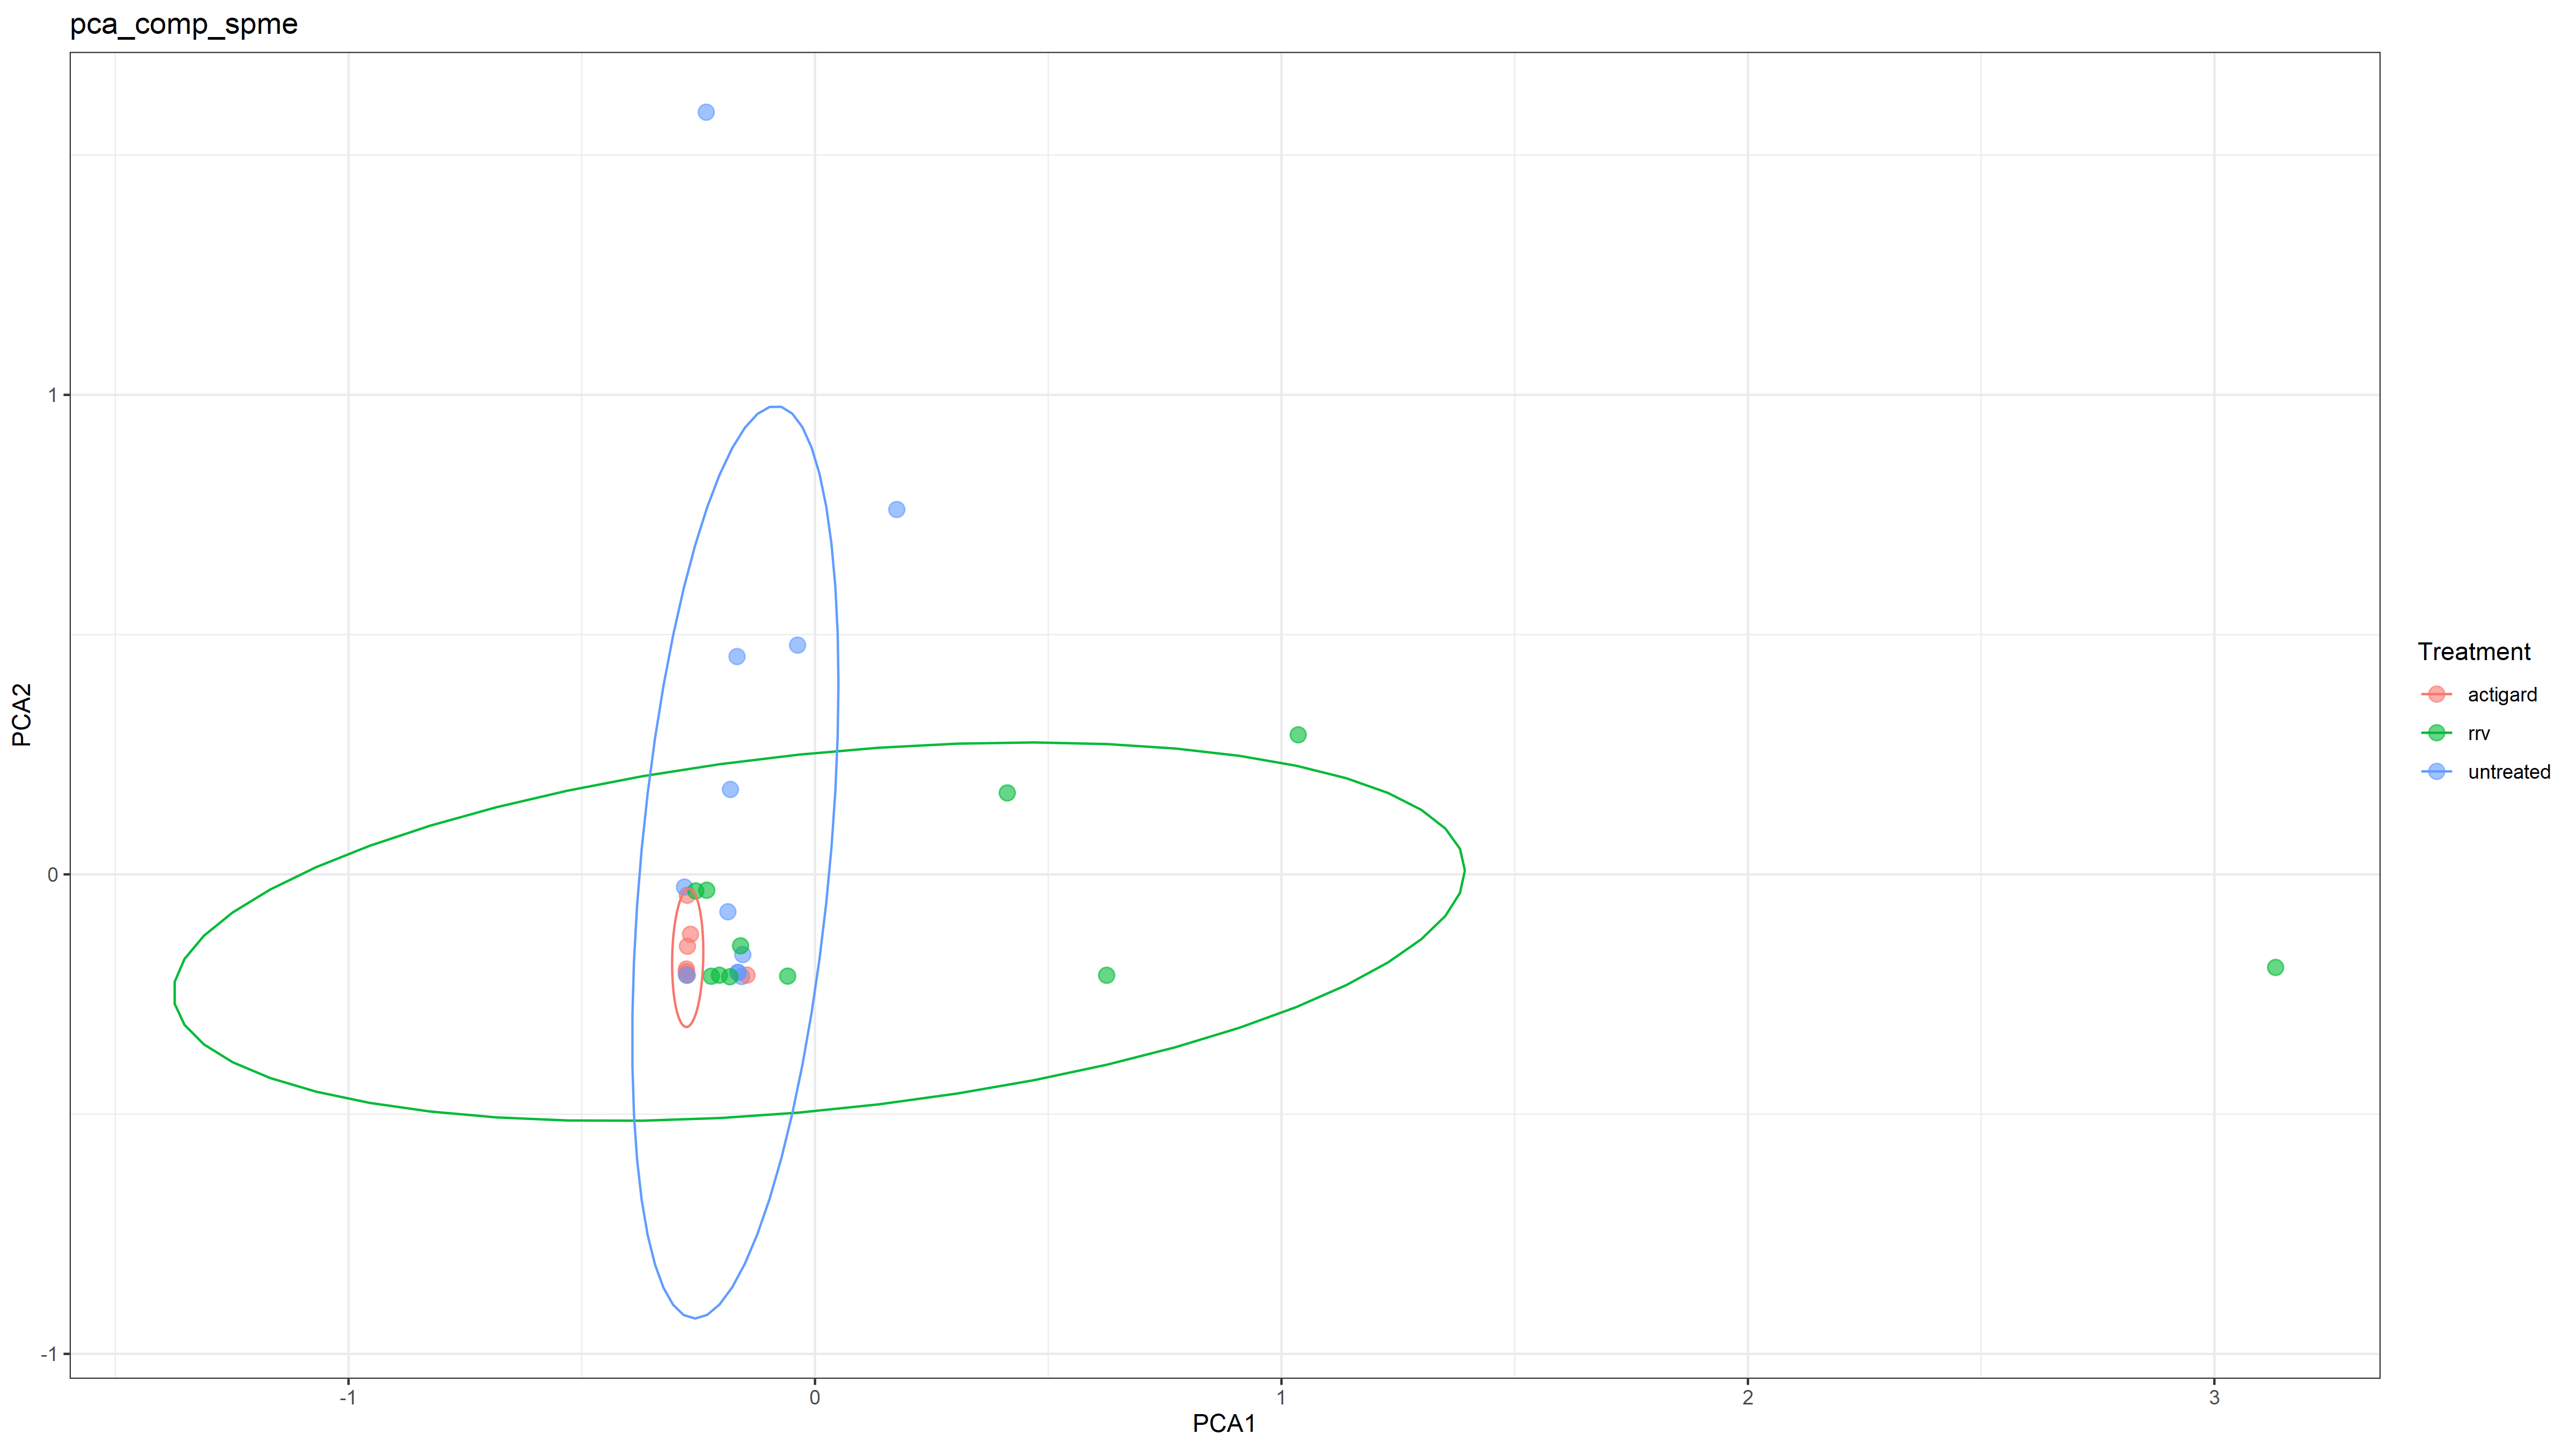 pca_comp_spme
1
0
-1
PCA2
-1
0
1
2
3
PCA1
Treatment
actigard
rrv
untreated